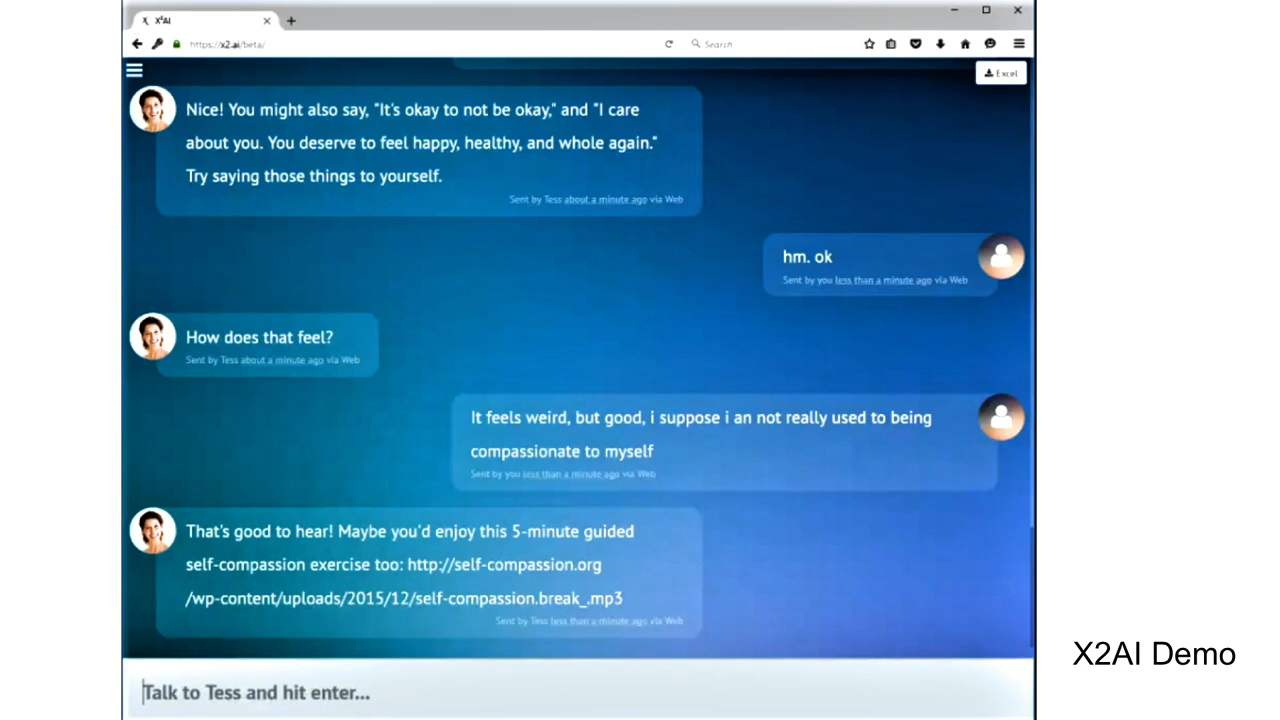 X²AI
https://x2.ai/beta/
Search
Excel
Nice! You might also say, "It's okay to not be okay," and "I care
about you. You deserve to feel happy, healthy, and whole again."
Try saying those things to yourself.
Sent by Tess about a minute ago via Web
hm. ok
Sent by you less than a minute ago via Web
How does that feel?
Sent by Tess about a minute ago via Web
It feels weird, but good, i suppose i an not really used to being
compassionate to myself
Sent by you less than a minute ago via Web
That's good to hear! Maybe you'd enjoy this 5-minute guided
self-compassion exercise too: http://self-compassion.org
/wp-content/uploads/2015/12/self-compassion.break_.mp3
Sent by Tess less than a minute ago via Web
X2AI Demo
Talk to Tess and hit enter...